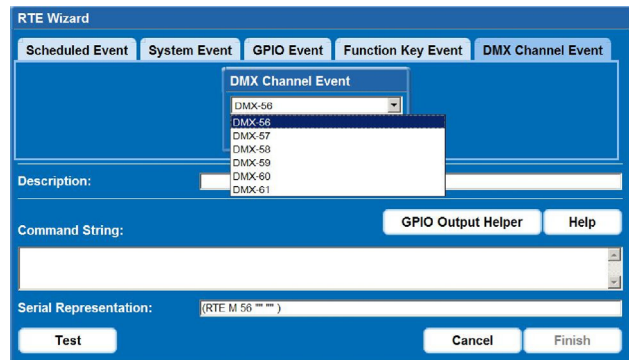 RTE Wizard
Scheduled Event System Event GPIO Event Function Key Event DMX Channel Event
DMX Channel Event
DMX-56
DMX-56
DMX-57
DMX-58
DMX-59
DMX-60
DMX-61
Description:
GPIO Output Helper Help
Command String:
Serial Representation: (RTE M 56 "" "" )
Test Cancel Finish